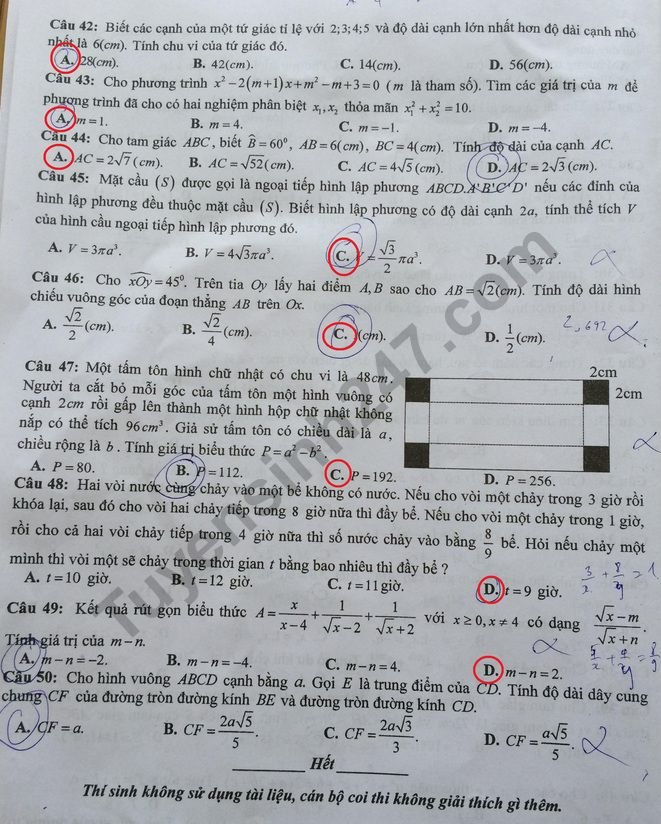 Câu 42: Biết các cạnh của một tứ giác tỉ lệ với 2;3;4;5 và độ dài cạnh lớn nhất hơn độ dài cạnh nhỏ
nhất là 6(cm). Tính chu vi của tứ giác đó.
A. 28(cm). B. 42(cm). C. 14(cm). D. 56(cm).
Câu 43: Cho phương trình x² − 2(m+1)x + m² − m + 3 = 0 (m là tham số). Tìm các giá trị của m để
phương trình đã cho có hai nghiệm phân biệt x₁, x₂ thỏa mãn x₁² + x₂² = 10.
A. m = 1. B. m = 4. C. m = −1. D. m = −4.
Câu 44: Cho tam giác ABC, biết B̂ = 60°, AB = 6(cm), BC = 4(cm). Tính độ dài của cạnh AC.
A. AC = 2√7 (cm). B. AC = √52 (cm). C. AC = 4√5 (cm). D. AC = 2√3 (cm).
Câu 45: Mặt cầu (S) được gọi là ngoại tiếp hình lập phương ABCD.A'B'C'D' nếu các đỉnh của
hình lập phương đều thuộc mặt cầu (S). Biết hình lập phương có độ dài cạnh 2a, tính thể tích V
của hình cầu ngoại tiếp hình lập phương đó.
A. V = 3πa³. B. V = 4√3πa³. C. V = √3/2 πa³. D. V = 3πa³.
Câu 46: Cho xOy = 45°. Trên tia Oy lấy hai điểm A, B sao cho AB = √2 (cm). Tính độ dài hình
chiếu vuông góc của đoạn thẳng AB trên Ox.
A. √2/2 (cm). B. √2/4 (cm). C. (cm). D. 1/2 (cm).
Câu 47: Một tấm tôn hình chữ nhật có chu vi là 48cm.
Người ta cắt bỏ mỗi góc của tấm tôn một hình vuông có
cạnh 2cm rồi gấp lên thành một hình hộp chữ nhật không
nắp có thể tích 96cm³. Giả sử tấm tôn có chiều dài là a,
chiều rộng là b. Tính giá trị biểu thức P = a² − b².
2cm
2cm
A. P = 80. B. P = 112. C. P = 192. D. P = 256.
Câu 48: Hai vòi nước cùng chảy vào một bể không có nước. Nếu cho vòi một chảy trong 3 giờ rồi
khóa lại, sau đó cho vòi hai chảy tiếp trong 8 giờ nữa thì đầy bể. Nếu cho vòi một chảy trong 1 giờ,
rồi cho cả hai vòi chảy tiếp trong 4 giờ nữa thì số nước chảy vào bằng 8/9 bể. Hỏi nếu chảy một
mình thì vòi một sẽ chảy trong thời gian t bằng bao nhiêu thì đầy bể ?
A. t = 10 giờ. B. t = 12 giờ. C. t = 11 giờ. D. t = 9 giờ.
Câu 49: Kết quả rút gọn biểu thức A = x/(x−4) + 1/(√x−2) + 1/(√x+2) với x ≥ 0, x ≠ 4 có dạng (√x−m)/(√x+n).
Tính giá trị của m − n.
A. m − n = −2. B. m − n = −4. C. m − n = 4. D. m − n = 2.
Câu 50: Cho hình vuông ABCD cạnh bằng a. Gọi E là trung điểm của CD. Tính độ dài dây cung
chung CF của đường tròn đường kính BE và đường tròn đường kính CD.
A. CF = a. B. CF = 2a√5/5. C. CF = 2a√3/3. D. CF = a√5/5.
Hết
Thí sinh không sử dụng tài liệu, cán bộ coi thi không giải thích gì thêm.
Tuyensinh247.com